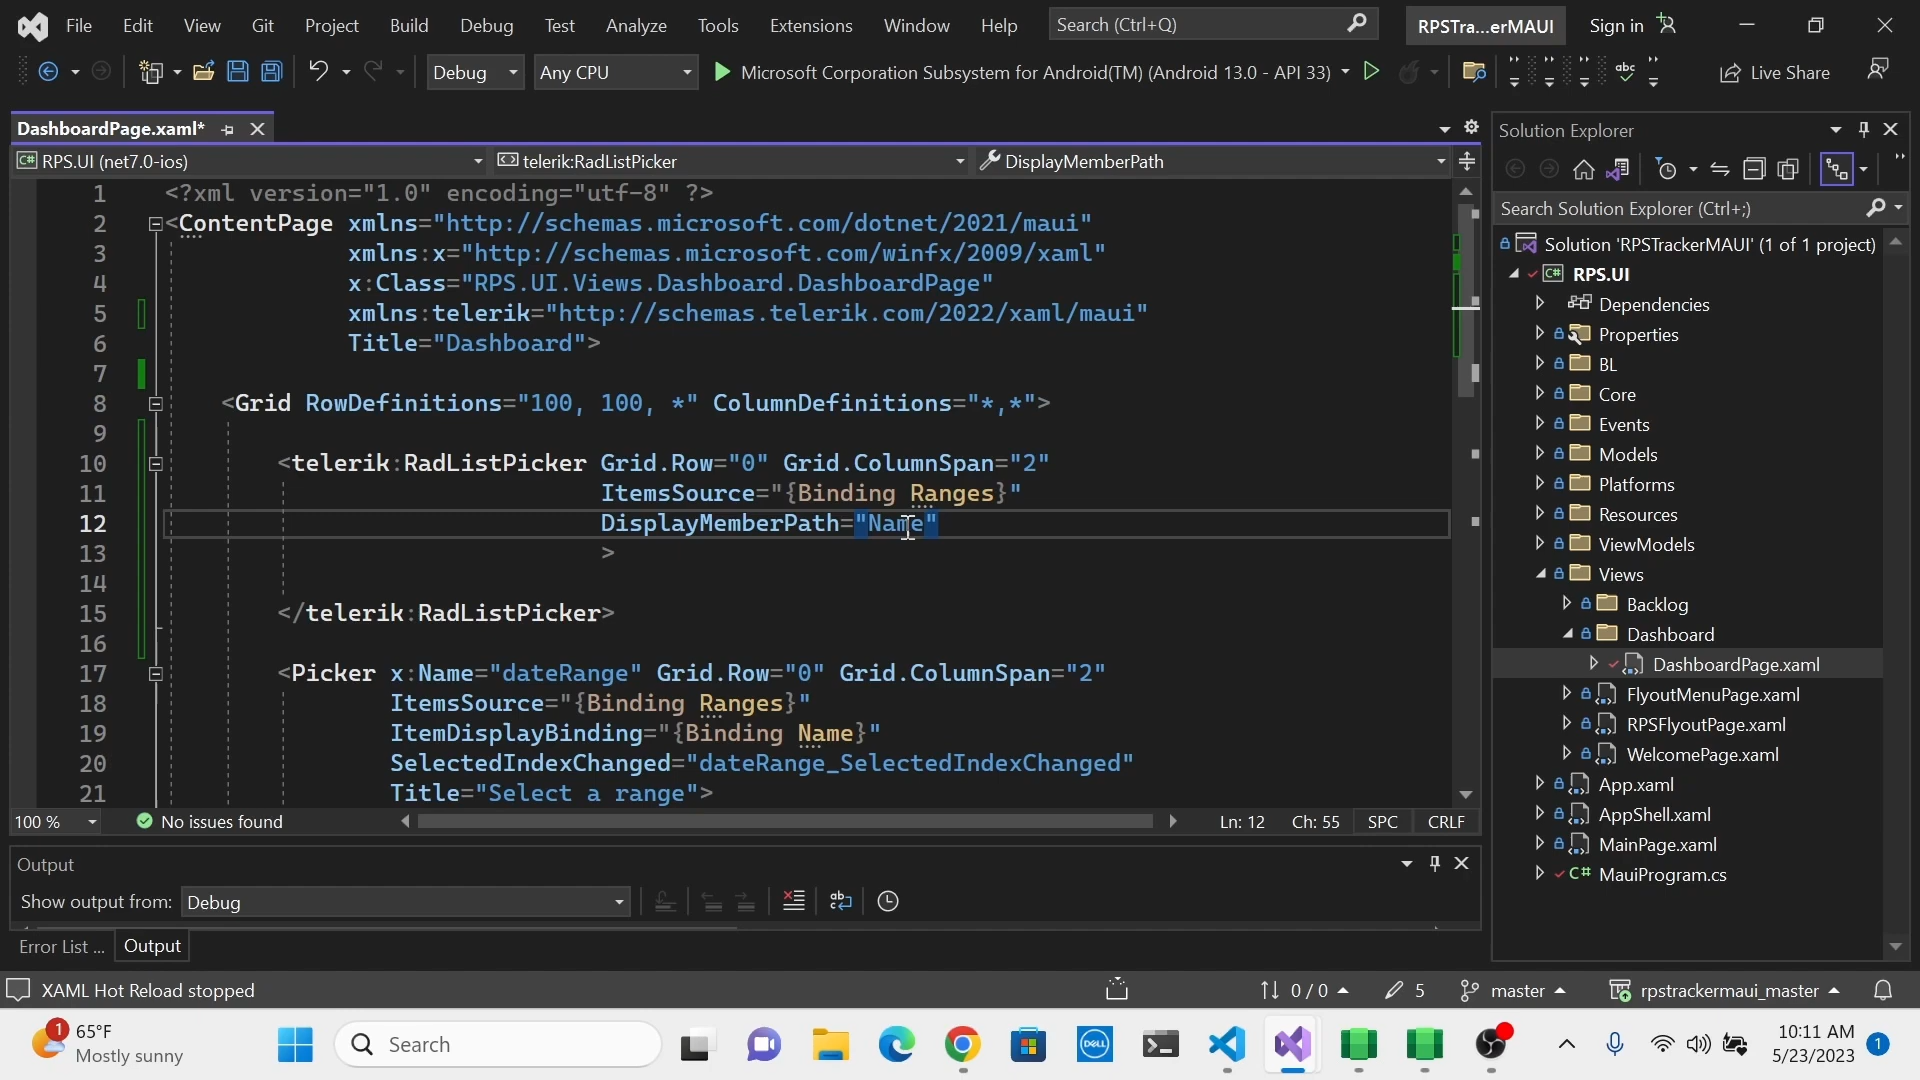 File Edit View Git Project Build Debug Test Analyze Tools Extensions Window Help Search (Ctrl+Q) RPSTra...erMAUI Sign in
Debug Any CPU Microsoft Corporation Subsystem for Android(TM) (Android 13.0 - API 33) abc Live Share
DashboardPage.xaml*
C# RPS.UI (net7.0-ios) telerik:RadListPicker DisplayMemberPath
1 <?xml version="1.0" encoding="utf-8" ?>
2 <ContentPage xmlns="http://schemas.microsoft.com/dotnet/2021/maui"
3 xmlns:x="http://schemas.microsoft.com/winfx/2009/xaml"
4 x:Class="RPS.UI.Views.Dashboard.DashboardPage"
5 xmlns:telerik="http://schemas.telerik.com/2022/xaml/maui"
6 Title="Dashboard">
7
8 <Grid RowDefinitions="100, 100, *" ColumnDefinitions="*,*">
9
10 <telerik:RadListPicker Grid.Row="0" Grid.ColumnSpan="2"
11 ItemsSource="{Binding Ranges}"
12 DisplayMemberPath="Name"
13 >
14
15 </telerik:RadListPicker>
16
17 <Picker x:Name="dateRange" Grid.Row="0" Grid.ColumnSpan="2"
18 ItemsSource="{Binding Ranges}"
19 ItemDisplayBinding="{Binding Name}"
20 SelectedIndexChanged="dateRange_SelectedIndexChanged"
21 Title="Select a range">
100 % No issues found Ln: 12 Ch: 55 SPC CRLF
Output
Show output from: Debug
Error List ... Output
Solution Explorer
Search Solution Explorer (Ctrl+;)
Solution 'RPSTrackerMAUI' (1 of 1 project)
C# RPS.UI
Dependencies
Properties
BL
Core
Events
Models
Platforms
Resources
ViewModels
Views
Backlog
Dashboard
DashboardPage.xaml
FlyoutMenuPage.xaml
RPSFlyoutPage.xaml
WelcomePage.xaml
App.xaml
AppShell.xaml
MainPage.xaml
C# MauiProgram.cs
XAML Hot Reload stopped 0 / 0 5 master rpstrackermaui_master
1 65°F
Mostly sunny
Search
DELL
10:11 AM
5/23/2023
1